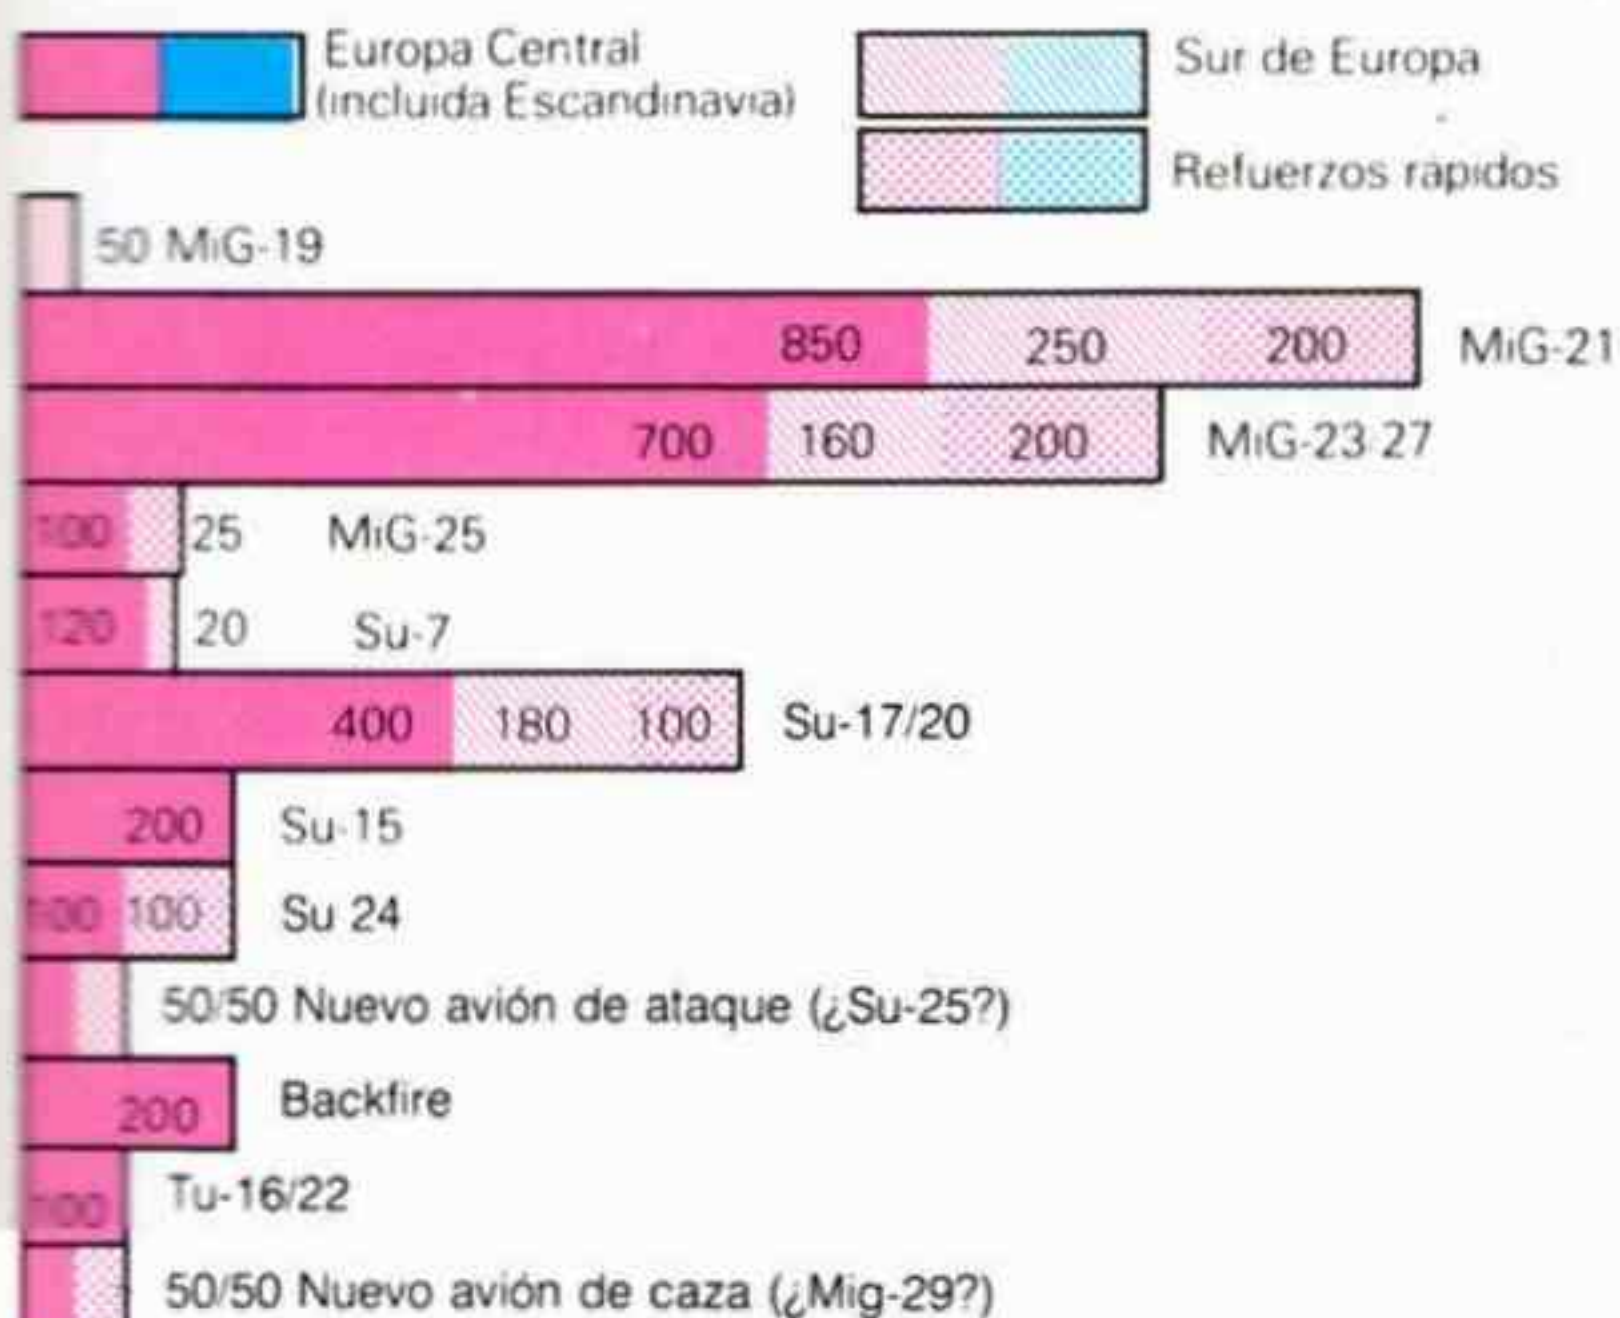 Europa Central
(incluida Escandinavia)
Sur de Europa
Refuerzos rápidos
50 MiG-19
850 250 200 MiG-21
700 160 200 MiG-23 27
100 25 MiG-25
120 20 Su-7
400 180 100 Su-17/20
200 Su-15
100 100 Su 24
50/50 Nuevo avión de ataque (¿Su-25?)
200 Backfire
100 Tu-16/22
50/50 Nuevo avión de caza (¿Mig-29?)